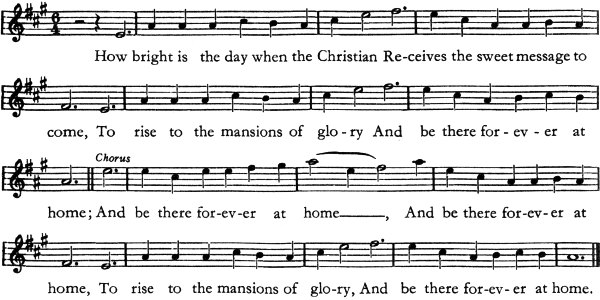 6
4
How bright is the day when the Christian Re-ceives the sweet message to
come, To rise to the mansions of glo-ry And be there for-ev-er at
Chorus
home; And be there for-ev-er at home____, And be there for-ev-er at
home, To rise to the mansions of glo-ry, And be there for-ev-er at home.